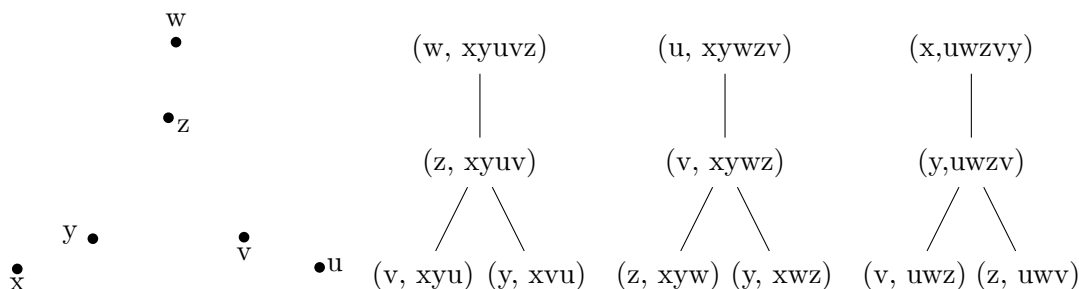 w
z
y
v
x
u
(w, xyuvz) (u, xywzv) (x,uwzvy)
(z, xyuv) (v, xywz) (y,uwzv)
(v, xyu) (y, xvu) (z, xyw) (y, xwz) (v, uwz) (z, uwv)